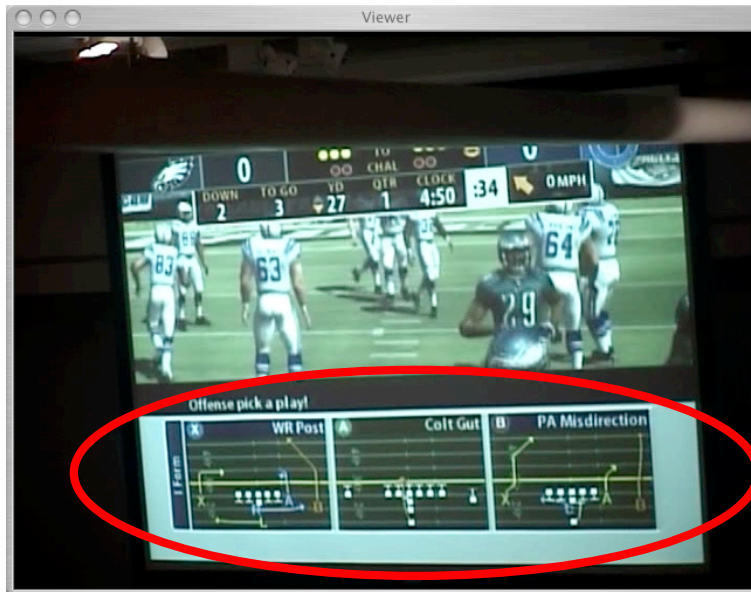 Viewer
0 TO 0
CHAL
DOWN TO GO YD QTR CLOCK :34 0 MPH
2 3 27 1 4:50
83 63 29 64
Offense pick a play!
I Form
X WR Post
A Colt Gut
B PA Misdirection
X A B
X A B